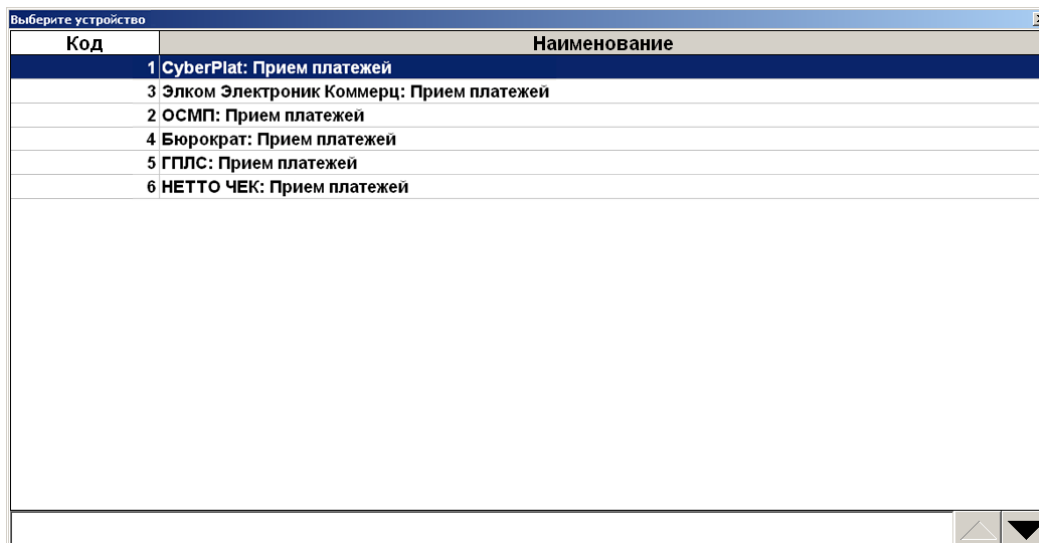 Выберите устройство
Код Наименование
1 CyberPlat: Прием платежей
3 Элком Электроник Коммерц: Прием платежей
2 ОСМП: Прием платежей
4 Бюрократ: Прием платежей
5 ГПЛС: Прием платежей
6 НЕТТО ЧЕК: Прием платежей